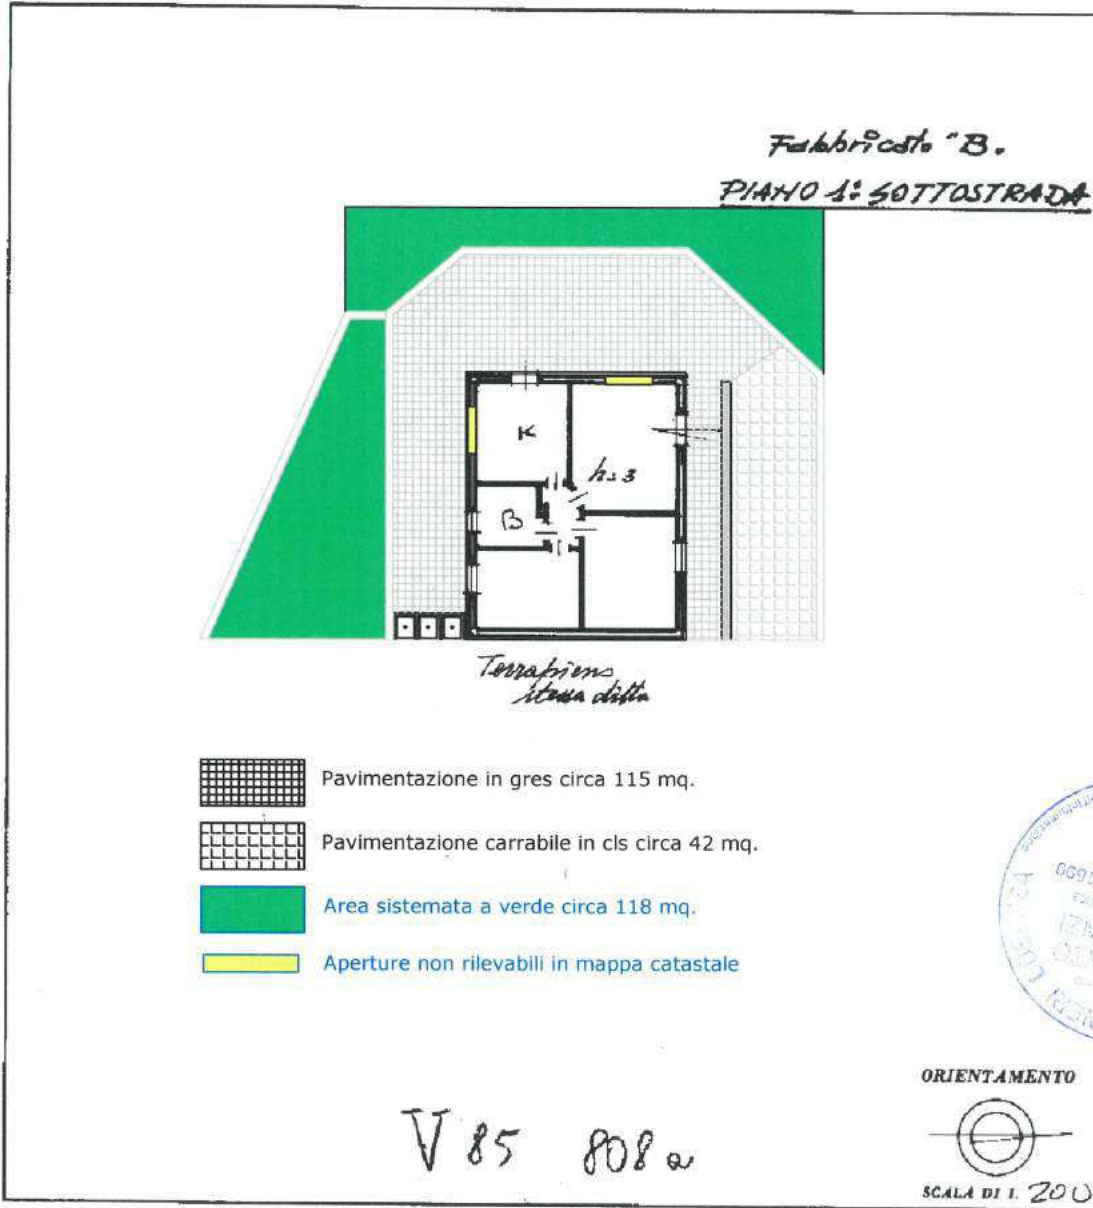 Fabbricato "B.
PIANO 1° SOTTOSTRADA
K
h=3
B
Terrapieno
stessa ditta
Pavimentazione in gres circa 115 mq.
Pavimentazione carrabile in cls circa 42 mq.
Area sistemata a verde circa 118 mq.
Aperture non rilevabili in mappa catastale
V 85 808 a
ORIENTAMENTO
SCALA DI 1. 200